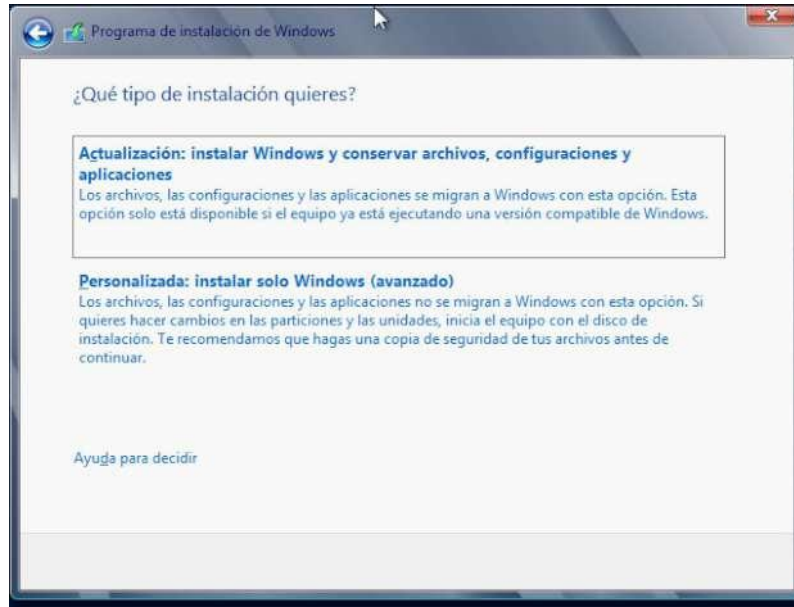 Programa de instalación de Windows
¿Qué tipo de instalación quieres?
Actualización: instalar Windows y conservar archivos, configuraciones y
aplicaciones
Los archivos, las configuraciones y las aplicaciones se migran a Windows con esta opción. Esta
opción solo está disponible si el equipo ya está ejecutando una versión compatible de Windows.
Personalizada: instalar solo Windows (avanzado)
Los archivos, las configuraciones y las aplicaciones no se migran a Windows con esta opción. Si
quieres hacer cambios en las particiones y las unidades, inicia el equipo con el disco de
instalación. Te recomendamos que hagas una copia de seguridad de tus archivos antes de
continuar.
Ayuda para decidir